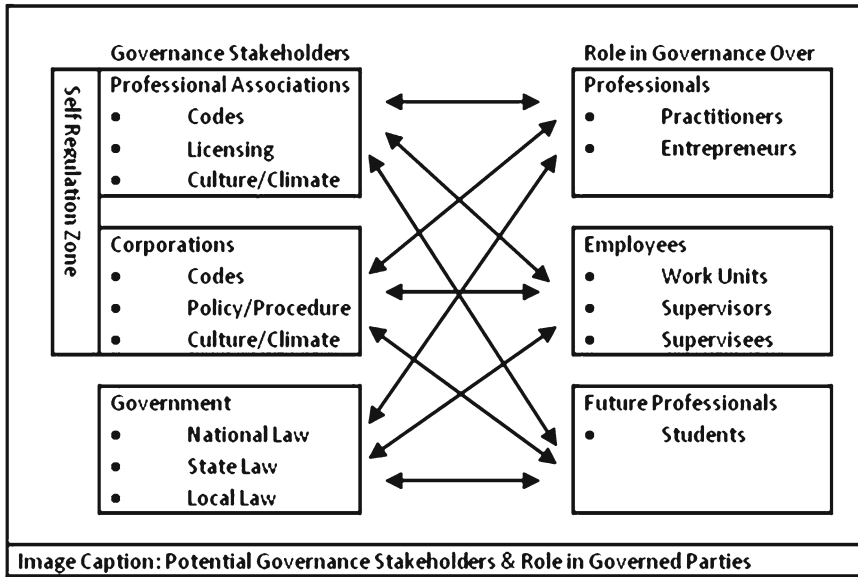 Governance Stakeholders
Role in Governance Over
Self Regulation Zone
Professional Associations
• Codes
• Licensing
• Culture/Climate
Corporations
• Codes
• Policy/Procedure
• Culture/Climate
Government
• National Law
• State Law
• Local Law
Professionals
• Practitioners
• Entrepreneurs
Employees
• Work Units
• Supervisors
• Supervisees
Future Professionals
• Students
Image Caption: Potential Governance Stakeholders & Role in Governed Parties